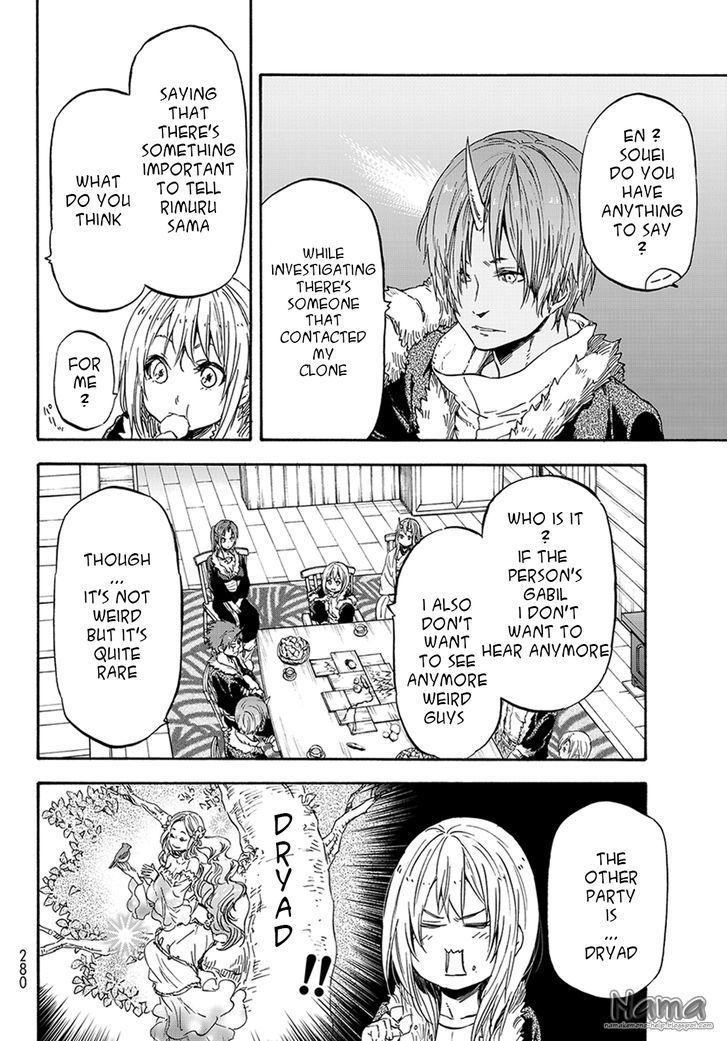 EN ?
SOUEI
DO YOU
HAVE
ANYTHING
TO SAY
?
WHILE
INVESTIGATING
THERE'S
SOMEONE
THAT
CONTACTED
MY
CLONE
SAYING
THAT
THERE'S
SOMETHING
IMPORTANT
TO TELL
RIMURU
SAMA
WHAT
DO YOU
THINK
FOR
ME
?
WHO IS IT
?
IF THE
PERSON'S
GABIL
I DON'T
WANT TO
HEAR ANYMORE
I ALSO
DON'T
WANT
TO SEE
ANYMORE
WEIRD
GUYS
THOUGH
...
IT'S NOT
WEIRD
BUT IT'S
QUITE
RARE
THE
OTHER
PARTY
IS
...
DRYAD
DRYAD
!!
280
Nama